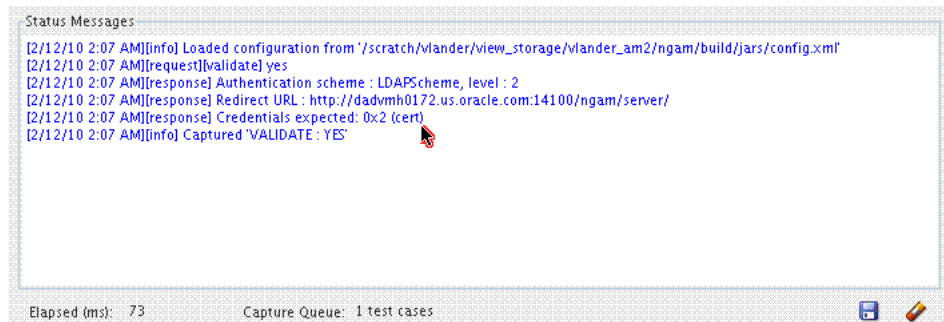 Status Messages
[2/12/10 2:07 AM][info] Loaded configuration from '/scratch/vlander/view_storage/vlander_am2/ngam/build/jars/config.xml'
[2/12/10 2:07 AM][request][validate] yes
[2/12/10 2:07 AM][response] Authentication scheme : LDAPScheme, level : 2
[2/12/10 2:07 AM][response] Redirect URL : http://dadvmh0172.us.oracle.com:14100/ngam/server/
[2/12/10 2:07 AM][response] Credentials expected: 0x2 (cert)
[2/12/10 2:07 AM][info] Captured 'VALIDATE : YES'
Elapsed (ms): 73 Capture Queue: 1 test cases